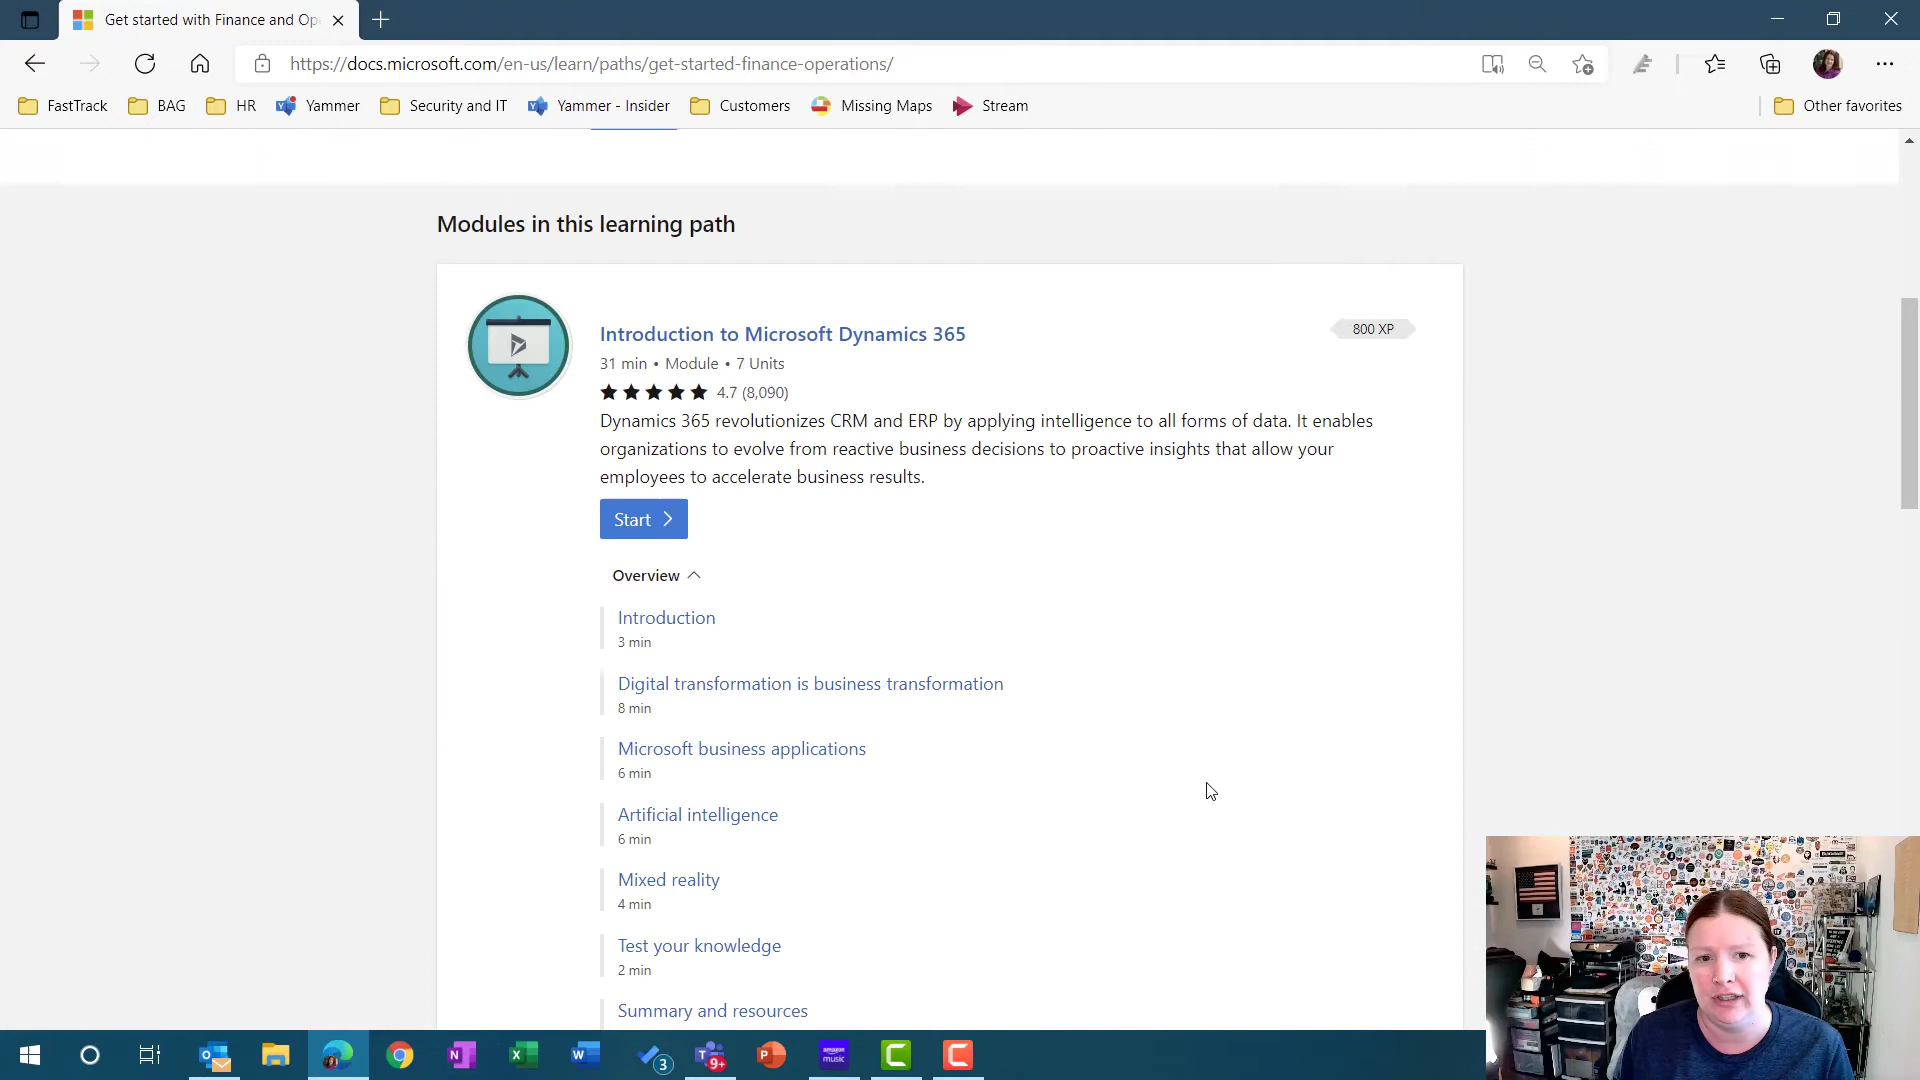 Get started with Finance and Op
https://docs.microsoft.com/en-us/learn/paths/get-started-finance-operations/
FastTrack BAG HR Yammer Security and IT Yammer - Insider Customers Missing Maps Stream Other favorites
Modules in this learning path
Introduction to Microsoft Dynamics 365
800 XP
31 min • Module • 7 Units
4.7 (8,090)
Dynamics 365 revolutionizes CRM and ERP by applying intelligence to all forms of data. It enables
organizations to evolve from reactive business decisions to proactive insights that allow your
employees to accelerate business results.
Start
Overview
Introduction
3 min
Digital transformation is business transformation
8 min
Microsoft business applications
6 min
Artificial intelligence
6 min
Mixed reality
4 min
Test your knowledge
2 min
Summary and resources
3
9+
amazon
music